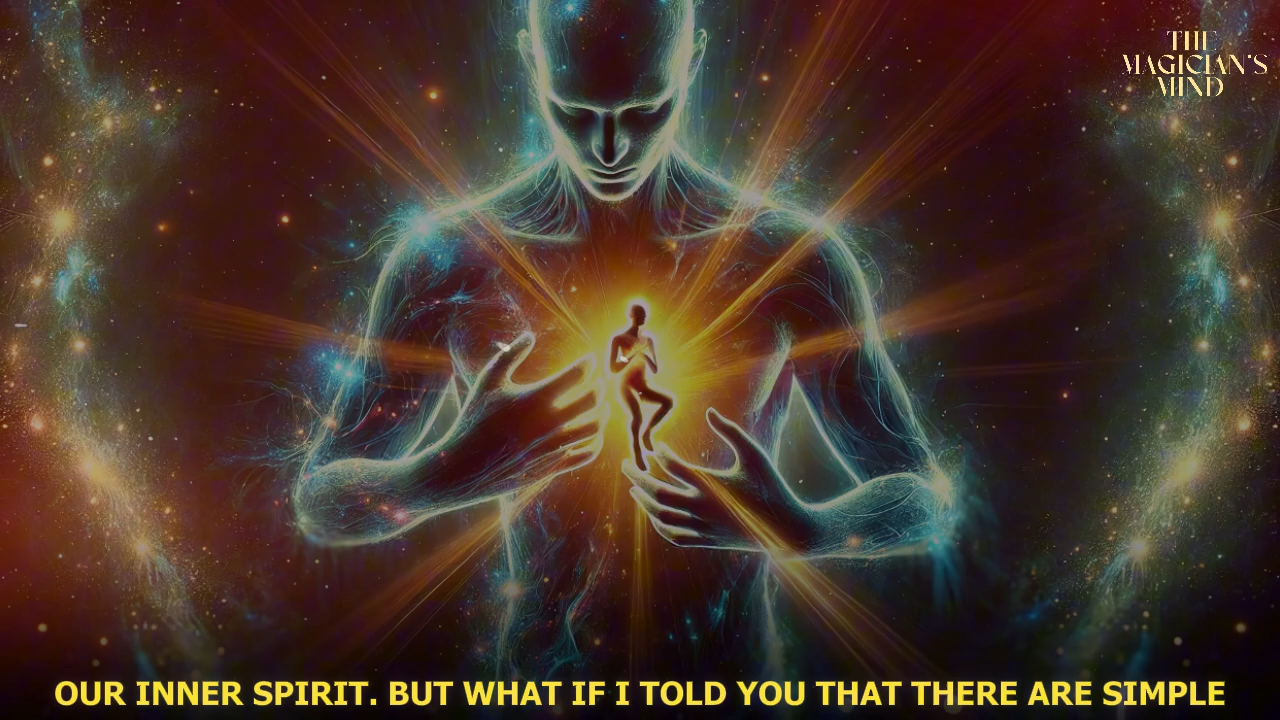 THE
MAGICIAN'S
MIND
OUR INNER SPIRIT. BUT WHAT IF I TOLD YOU THAT THERE ARE SIMPLE